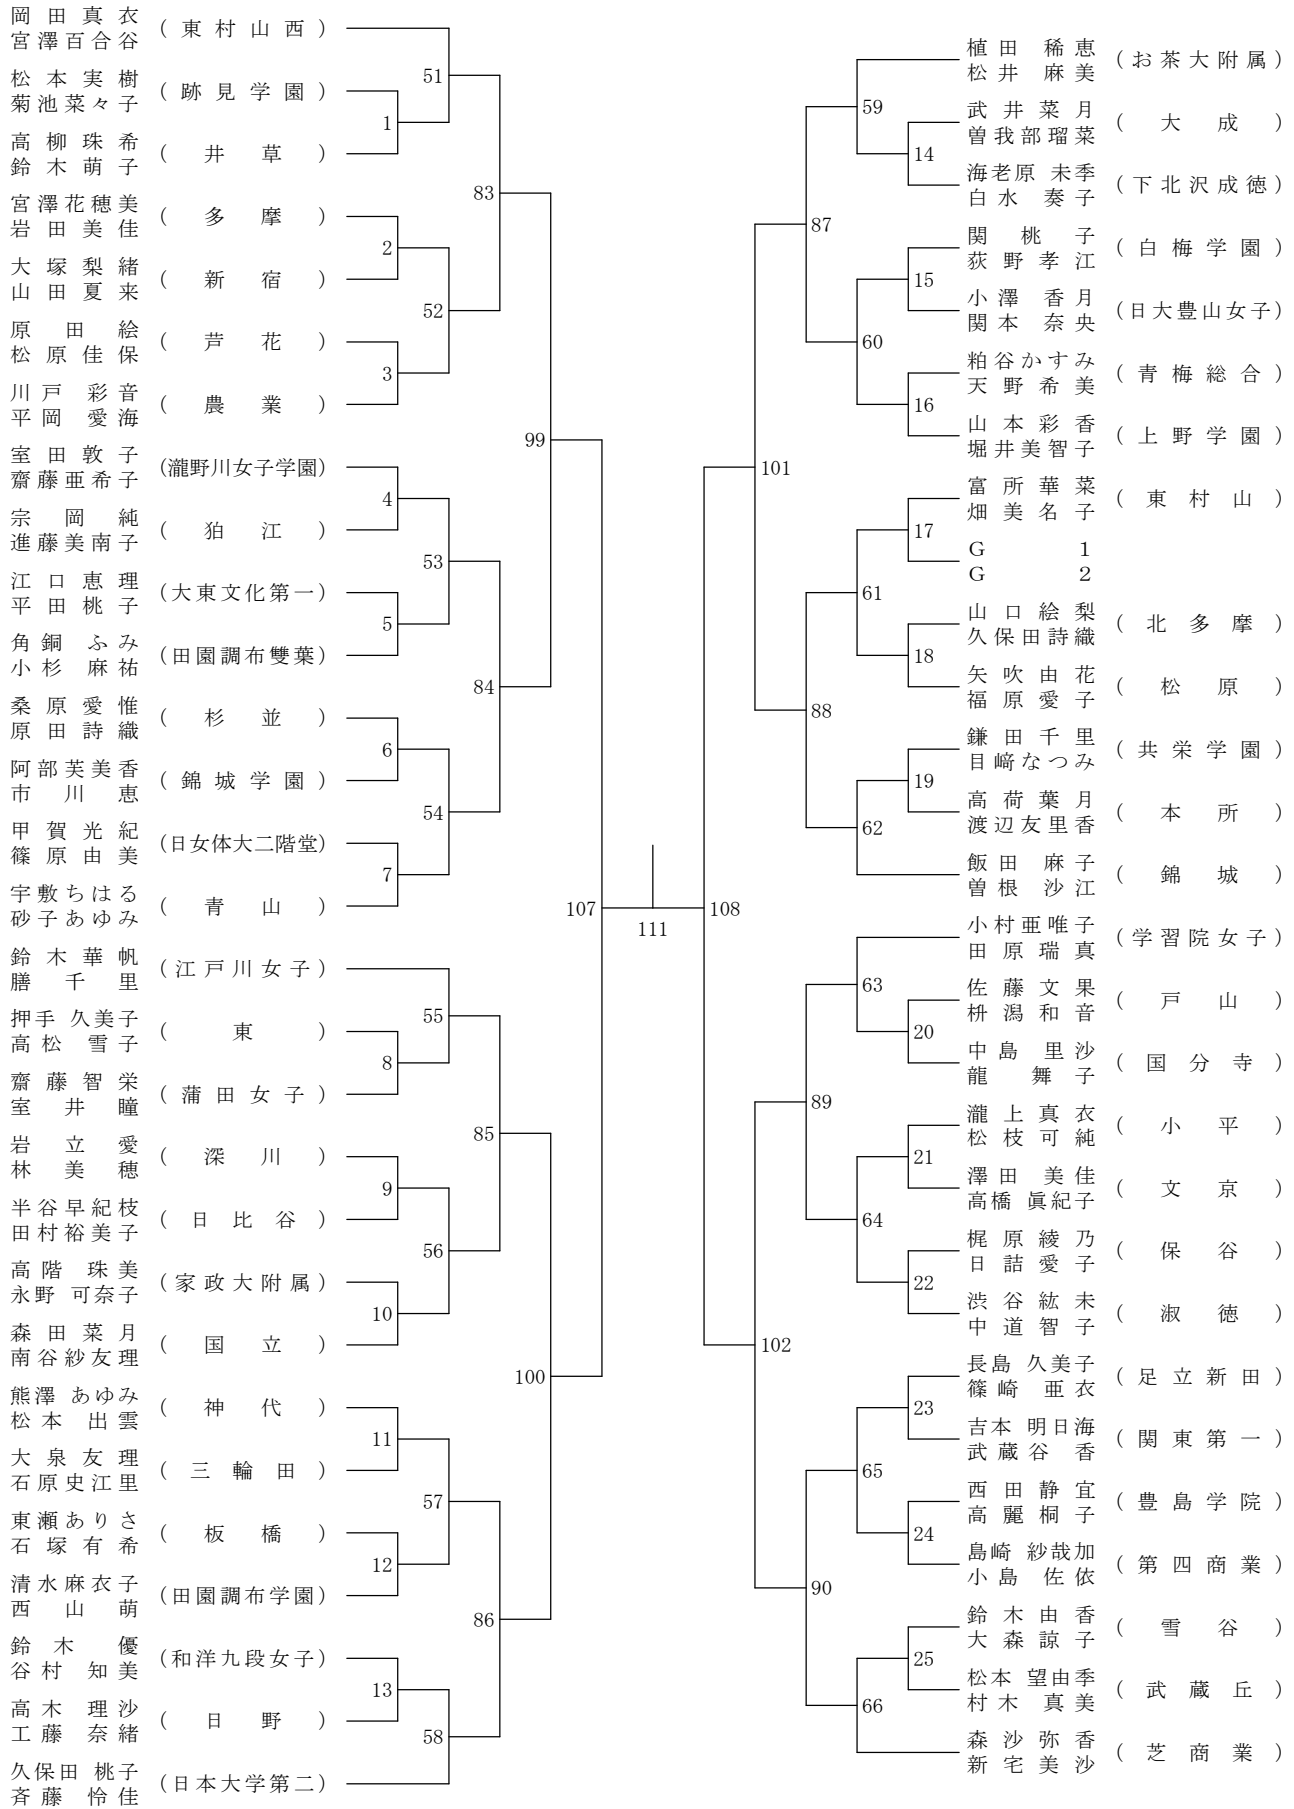 岡田真衣
宮澤百合谷
(東村山西)
松本実樹
菊池菜々子
(跡見学園)
高柳珠希
鈴木萌子
(井草)
宮澤花穂美
岩田美佳
(多摩)
大塚梨緒
山田夏来
(新宿)
原田絵
松原佳保
(芦花)
川戸 彩音
平岡 愛海
(農業)
室田敦子
齋藤亜希子
(瀧野川女子学園)
宗岡純
進藤美南子
(狛江)
江口恵理
平田桃子
(大東文化第一)
角銅 ふみ
小杉 麻祐
(田園調布雙葉)
桑原愛惟
原田詩織
(杉並)
阿部芙美香
市川恵
(錦城学園)
甲賀光紀
篠原由美
(日女体大二階堂)
宇敷ちはる
砂子あゆみ
(青山)
鈴木華帆
膳千里
(江戸川女子)
押手 久美子
高松 雪子
(東)
齋藤智栄
室井瞳
(蒲田女子)
岩立愛
林美穂
(深川)
半谷早紀枝
田村裕美子
(日比谷)
高階 珠美
永野 可奈子
(家政大附属)
森田菜月
南谷紗友理
(国立)
熊澤 あゆみ
松本 出雲
(神代)
大泉友理
石原史江里
(三輪田)
東瀬ありさ
石塚有希
(板橋)
清水麻衣子
西山萌
(田園調布学園)
鈴木 優
谷村 知美
(和洋九段女子)
高木 理沙
工藤 奈緒
(日野)
久保田 桃子
斉藤 怜佳
(日本大学第二)
1
2
3
4
5
6
7
8
9
10
11
12
13
51
52
53
54
55
56
57
58
83
84
85
86
99
100
107
111
108
101
102
87
88
89
90
59
60
61
62
63
64
65
66
14
15
16
17
18
19
20
21
22
23
24
25
植田 稀恵
松井 麻美
(お茶大附属)
武井菜月
曽我部瑠菜
(大成)
海老原 未季
白水 奏子
(下北沢成徳)
関桃子
荻野孝江
(白梅学園)
小澤 香月
関本 奈央
(日大豊山女子)
粕谷かすみ
天野希美
(青梅総合)
山本彩香
堀井美智子
(上野学園)
富所華菜
畑美名子
(東村山)
G 1
G 2
山口絵梨
久保田詩織
(北多摩)
矢吹由花
福原愛子
(松原)
鎌田千里
目﨑なつみ
(共栄学園)
高荷葉月
渡辺友里香
(本所)
飯田 麻子
曽根 沙江
(錦城)
小村亜唯子
田原瑞真
(学習院女子)
佐藤文果
枡潟和音
(戸山)
中島 里沙
龍 舞子
(国分寺)
瀧上真衣
松枝可純
(小平)
澤田 美佳
高橋 眞紀子
(文京)
梶原綾乃
日詰愛子
(保谷)
渋谷紘未
中道智子
(淑徳)
長島 久美子
篠崎 亜衣
(足立新田)
吉本 明日海
武蔵谷 香
(関東第一)
西田静宜
高麗桐子
(豊島学院)
島崎 紗哉加
小島 佐依
(第四商業)
鈴木由香
大森諒子
(雪谷)
松本 望由季
村木 真美
(武蔵丘)
森沙弥香
新宅美沙
(芝商業)